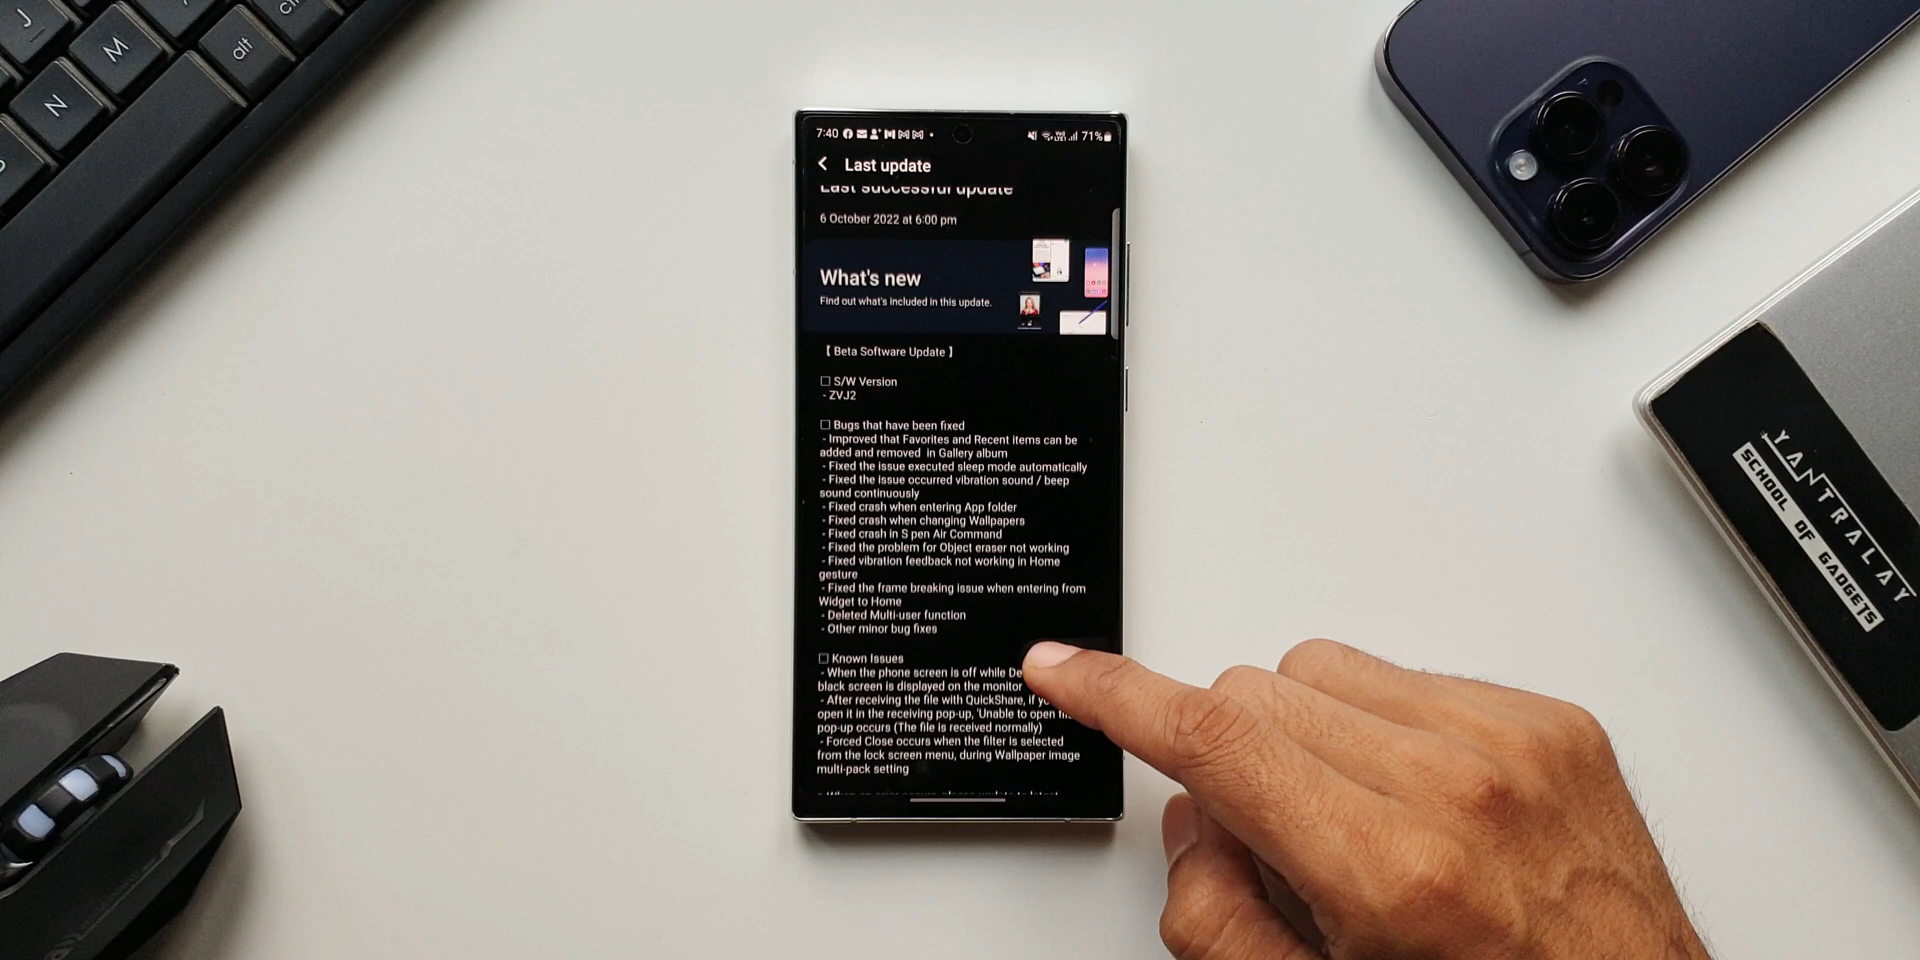 J
M
N
alt
7:40
71%
Last update
Last successful update
6 October 2022 at 6:00 pm
What's new
Find out what's included in this update.
【 Beta Software Update 】
□ S/W Version
- ZVJ2
□ Bugs that have been fixed
- Improved that Favorites and Recent items can be
added and removed in Gallery album
- Fixed the issue executed sleep mode automatically
- Fixed the issue occurred vibration sound / beep
sound continuously
- Fixed crash when entering App folder
- Fixed crash when changing Wallpapers
- Fixed crash in S pen Air Command
- Fixed the problem for Object eraser not working
- Fixed vibration feedback not working in Home
gesture
- Fixed the frame breaking issue when entering from
Widget to Home
- Deleted Multi-user function
- Other minor bug fixes
□ Known Issues
- When the phone screen is off while
black screen is displayed on the monitor
- After receiving the file with QuickShare, if
open it in the receiving pop-up, 'Unable to open
pop-up occurs (The file is received normally)
- Forced Close occurs when the filter is selected
from the lock screen menu, during Wallpaper image
multi-pack setting
YANTRALAY
SCHOOL OF GADGETS